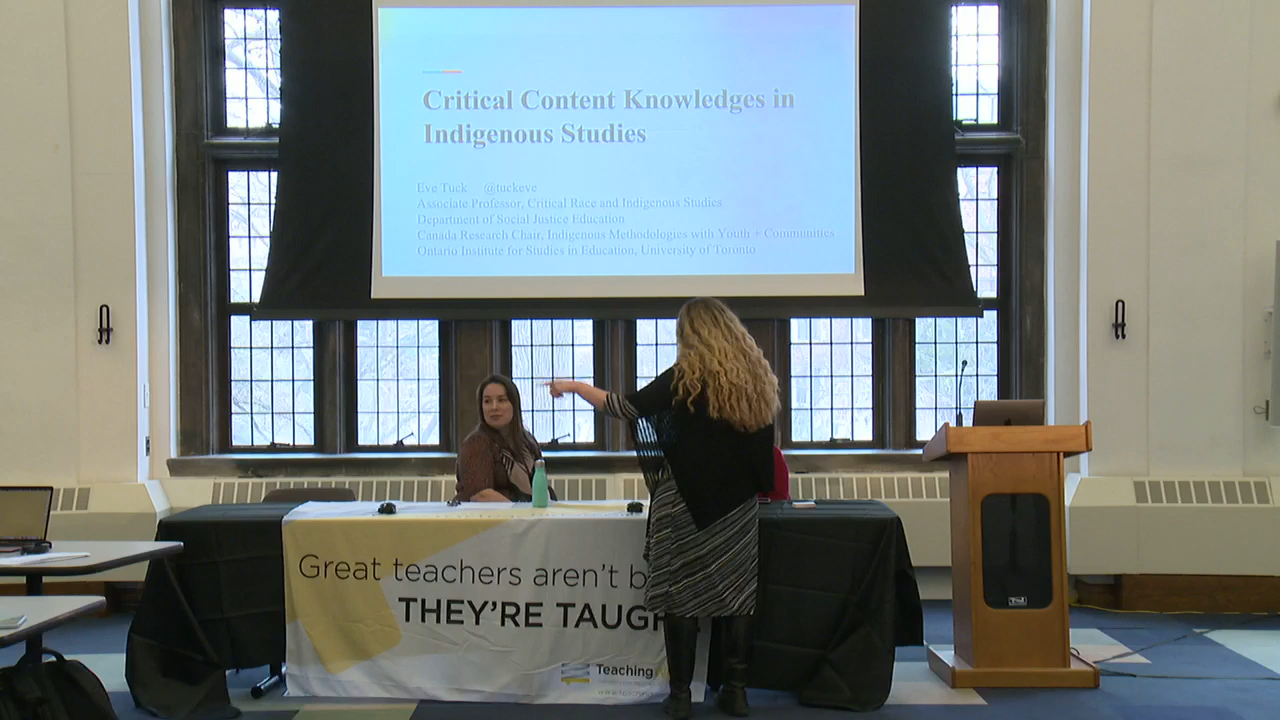 Critical Content Knowledges in
Indigenous Studies
Eve Tuck @tuckeve
Associate Professor, Critical Race and Indigenous Studies
Department of Social Justice Education
Canada Research Chair, Indigenous Methodologies with Youth + Communities
Ontario Institute for Studies in Education, University of Toronto
Great teachers aren't b
THEY'RE TAUGH
Teaching